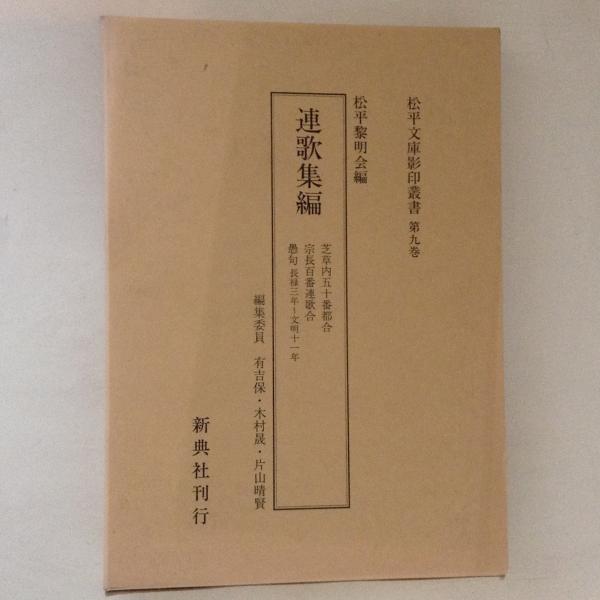 松平文庫影印叢書 第九巻
松平黎明会編
連歌集編
芝草内五十番都合
宗長百番連歌合
愚句 長禄三年~文明十一年
編集委員 有吉保・木村晟・片山晴賢
新典社刊行